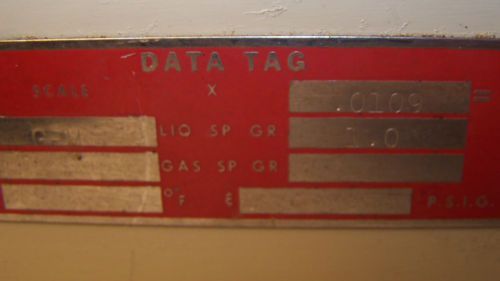 DATA TAG
SCALE X .0109 =
LIQ SP GR 1.0
GAS SP GR
°F & P.S.I.G.